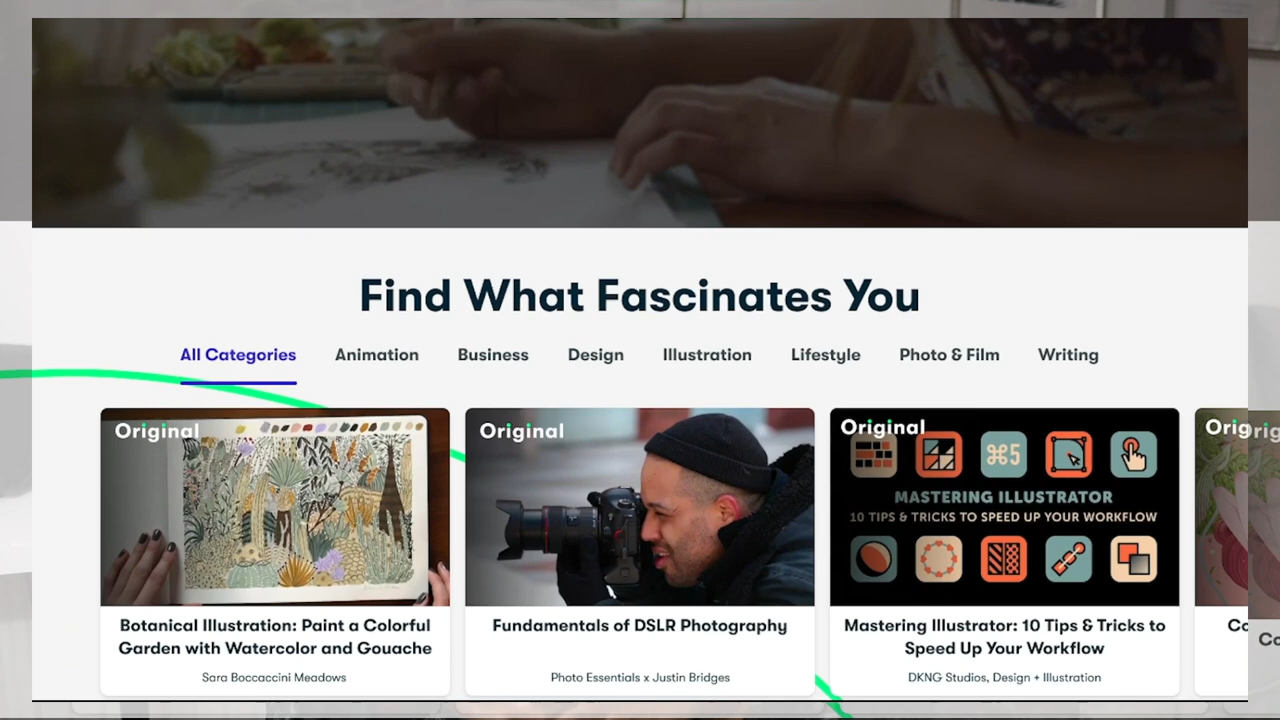 Find What Fascinates You
All Categories Animation Business Design Illustration Lifestyle Photo & Film Writing
Original
Original
Original
⌘5
MASTERING ILLUSTRATOR
10 TIPS & TRICKS TO SPEED UP YOUR WORKFLOW
Botanical Illustration: Paint a Colorful
Garden with Watercolor and Gouache
Sara Boccaccini Meadows
Fundamentals of DSLR Photography
Photo Essentials x Justin Bridges
Mastering Illustrator: 10 Tips & Tricks to
Speed Up Your Workflow
DKNG Studios, Design + Illustration